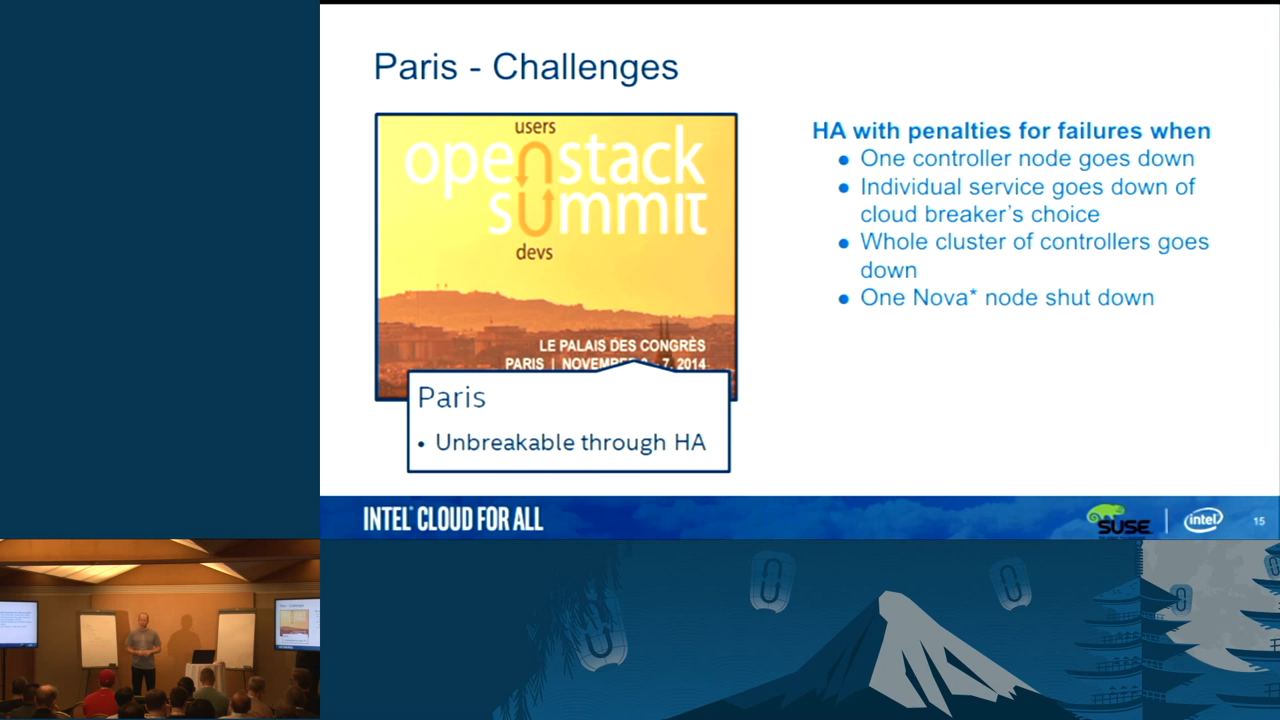 Paris - Challenges
users
openstack
summit
devs
LE PALAIS DES CONGRÈS
PARIS | NOVEMBER 7, 2014
Paris
• Unbreakable through HA
HA with penalties for failures when
● One controller node goes down
● Individual service goes down of
cloud breaker's choice
● Whole cluster of controllers goes
down
● One Nova* node shut down
INTEL® CLOUD FOR ALL
SUSE
intel
15